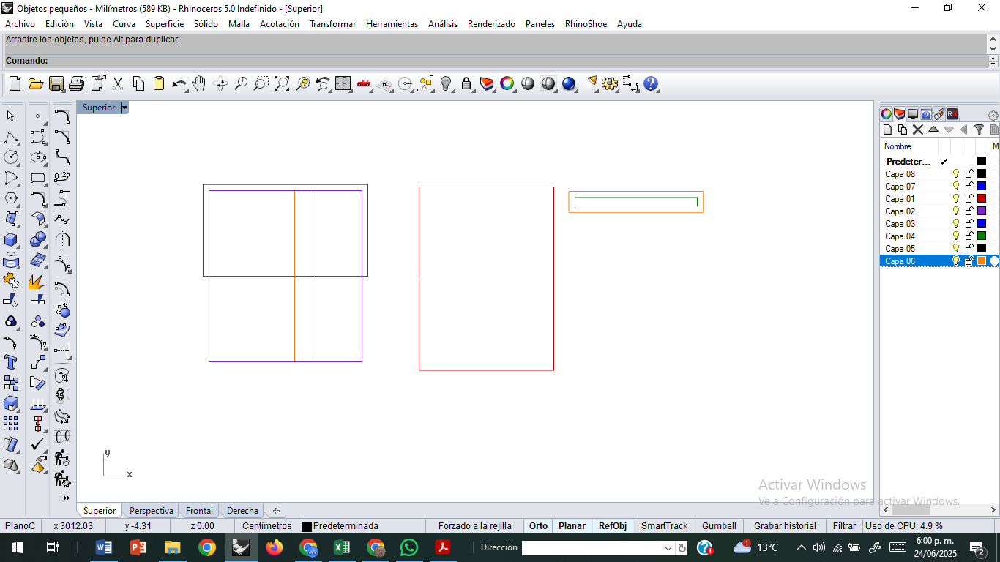 Objetos pequeños - Milímetros (589 KB) - Rhinoceros 5.0 Indefinido - [Superior]
Archivo Edición Vista Curva Superficie Sólido Malla Acotación Transformar Herramientas Análisis Renderizado Paneles RhinoShoe Ayuda
Arrastre los objetos, pulse Alt para duplicar:
Comando:
Superior
Nombre M
Predeter...
Capa 08
Capa 07
Capa 01
Capa 02
Capa 03
Capa 04
Capa 05
Capa 06
y
x
Activar Windows
Ve a Configuración para activar Windows.
Superior Perspectiva Frontal Derecha
PlanoC x 3012.03 y -4.31 z 0.00 Centímetros Predeterminada Forzado a la rejilla Orto Planar RefObj SmartTrack Gumball Grabar historial Filtrar Uso de CPU: 4.9 %
Dirección 1 13°C 6:00 p. m.
24/06/2025 2